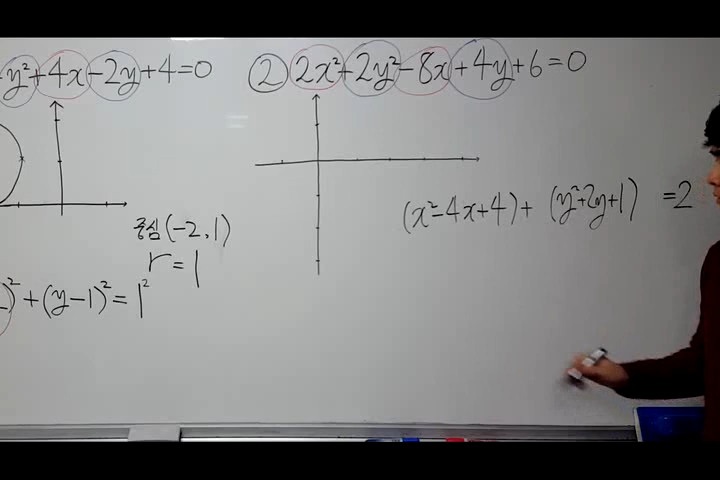 y²+4x-2y+4=0
② 2x²+2y²-8x+4y+6=0
(x²-4x+4)+(y²+2y+1)=2
중심(-2,1)
r=1
)²+(y-1)²=1²